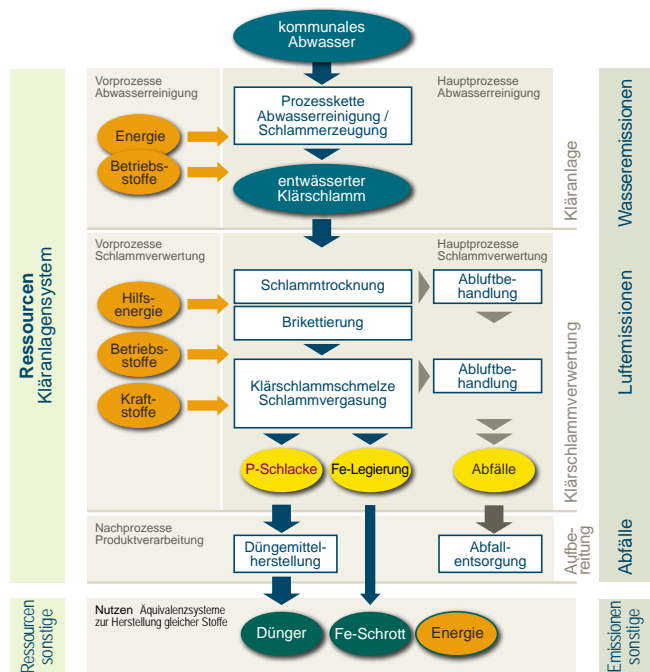 kommunales
Abwasser
Vorprozesse
Abwasserreinigung
Hauptprozesse
Abwasserreinigung
Prozesskette
Abwasserreinigung /
Schlammerzeugung
Energie
Betriebs-
stoffe
entwässerter
Klärschlamm
Kläranlage
Vorprozesse
Schlammverwertung
Hauptprozesse
Schlammverwertung
Schlammtrocknung
Abluftbe-
handlung
Hilfs-
energie
Brikettierung
Betriebs-
stoffe
Klärschlammschmelze
Schlammvergasung
Abluftbe-
handlung
Kraft-
stoffe
P-Schlacke
Fe-Legierung
Abfälle
Klärschlammverwertung
Nachprozesse
Produktverarbeitung
Düngemittel-
herstellung
Abfall-
entsorgung
Aufbe-
reitung
Nutzen Äquivalenzsysteme
zur Herstellung gleicher Stoffe
Dünger
Fe-Schrott
Energie
Ressourcen
Kläranlagensystem
Ressourcen
sonstige
Wasseremissionen
Luftemissionen
Abfälle
Emissionen
sonstige